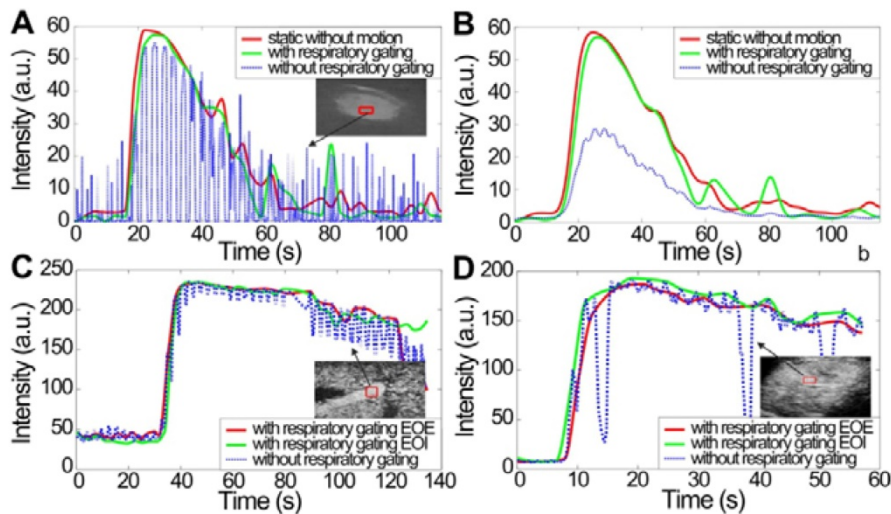 A
Intensity (a.u.)
60
50
40
30
20
10
0
static without motion
with respiratory gating
without respiratory gating
0 20 40 60 80 100
Time (s)
B
Intensity (a.u.)
60
50
40
30
20
10
0
static without motion
with respiratory gating
without respiratory gating
0 20 40 60 80 100
Time (s)
b
C
Intensity (a.u.)
250
200
150
100
50
0
with respiratory gating EOE
with respiratory gating EOI
without respiratory gating
0 20 40 60 80 100 120 140
Time (s)
D
Intensity (a.u.)
200
150
100
50
0
with respiratory gating EOE
with respiratory gating EOI
without respiratory gating
0 10 20 30 40 50 60
Time (s)